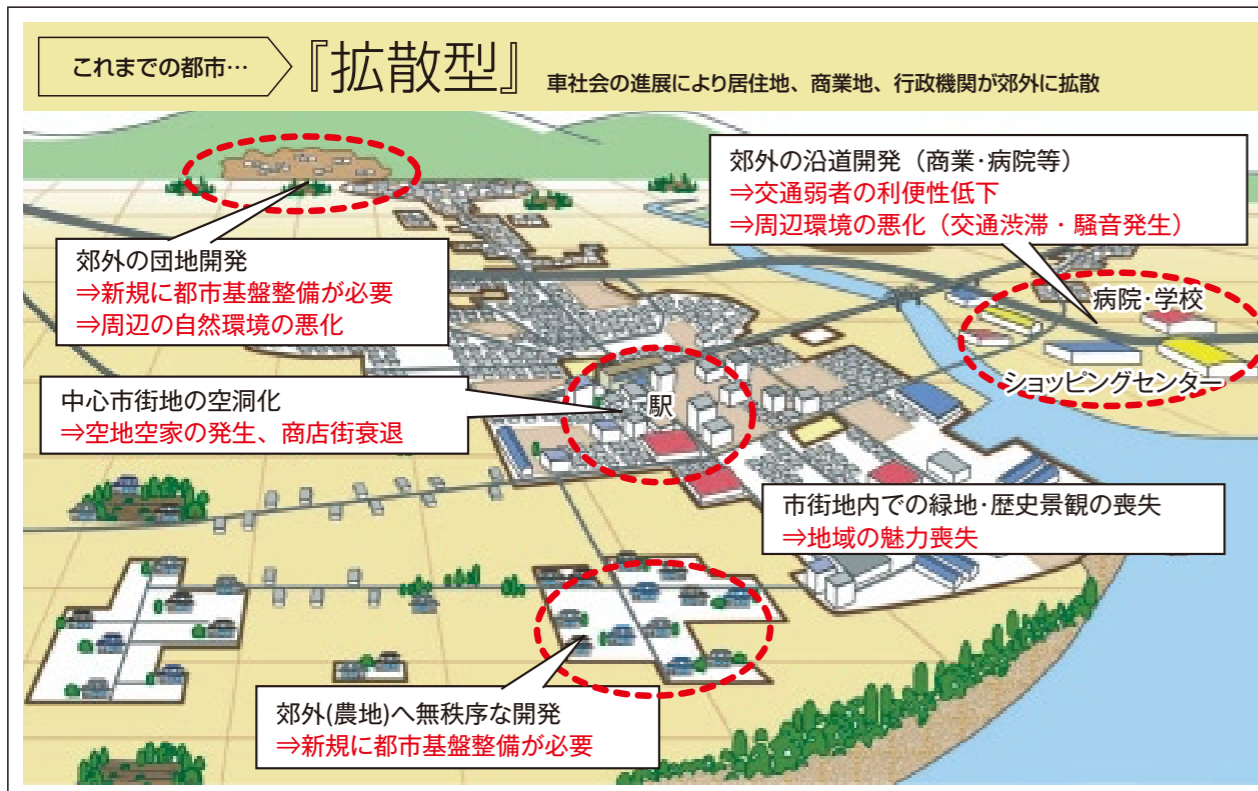 これまでの都市…
『拡散型』
車社会の進展により居住地、商業地、行政機関が郊外に拡散
郊外の沿道開発（商業・病院等）
⇒交通弱者の利便性低下
⇒周辺環境の悪化（交通渋滞・騒音発生）
郊外の団地開発
⇒新規に都市基盤整備が必要
⇒周辺の自然環境の悪化
病院・学校
ショッピングセンター
中心市街地の空洞化
⇒空地空家の発生、商店街衰退
駅
市街地内での緑地・歴史景観の喪失
⇒地域の魅力喪失
郊外(農地)へ無秩序な開発
⇒新規に都市基盤整備が必要